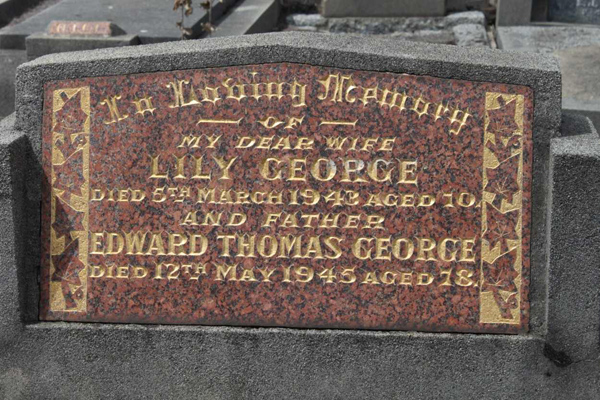 In Loving Memory
— OF —
MY DEAR WIFE
LILY GEORGE
DIED 5TH MARCH 1943 AGED 70.
AND FATHER
EDWARD THOMAS GEORGE
DIED 12TH MAY 1945 AGED 78.